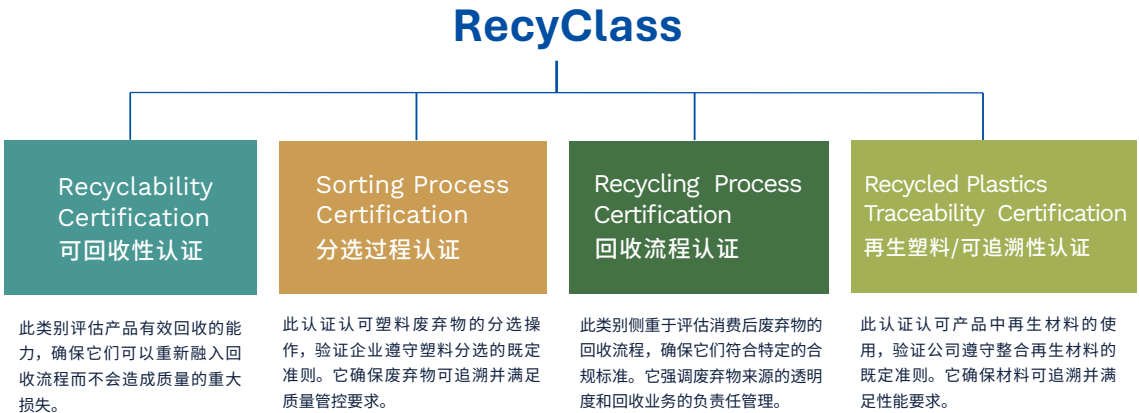 RecyClass
Recyclability
Certification
可回收性认证
此类别评估产品有效回收的能
力，确保它们可以重新融入回
收流程而不会造成质量的重大
损失。
Sorting Process
Certification
分选过程认证
此认证认可塑料废弃物的分选操
作，验证企业遵守塑料分选的既定
准则。它确保废弃物可追溯并满足
质量管控要求。
Recycling Process
Certification
回收流程认证
此类别侧重于评估消费后废弃物的
回收流程，确保它们符合特定的合
规标准。它强调废弃物来源的透明
度和回收业务的负责任管理。
Recycled Plastics
Traceability Certification
再生塑料/可追溯性认证
此认证认可产品中再生材料的使
用，验证公司遵守整合再生材料的
既定准则。它确保材料可追溯并满
足性能要求。